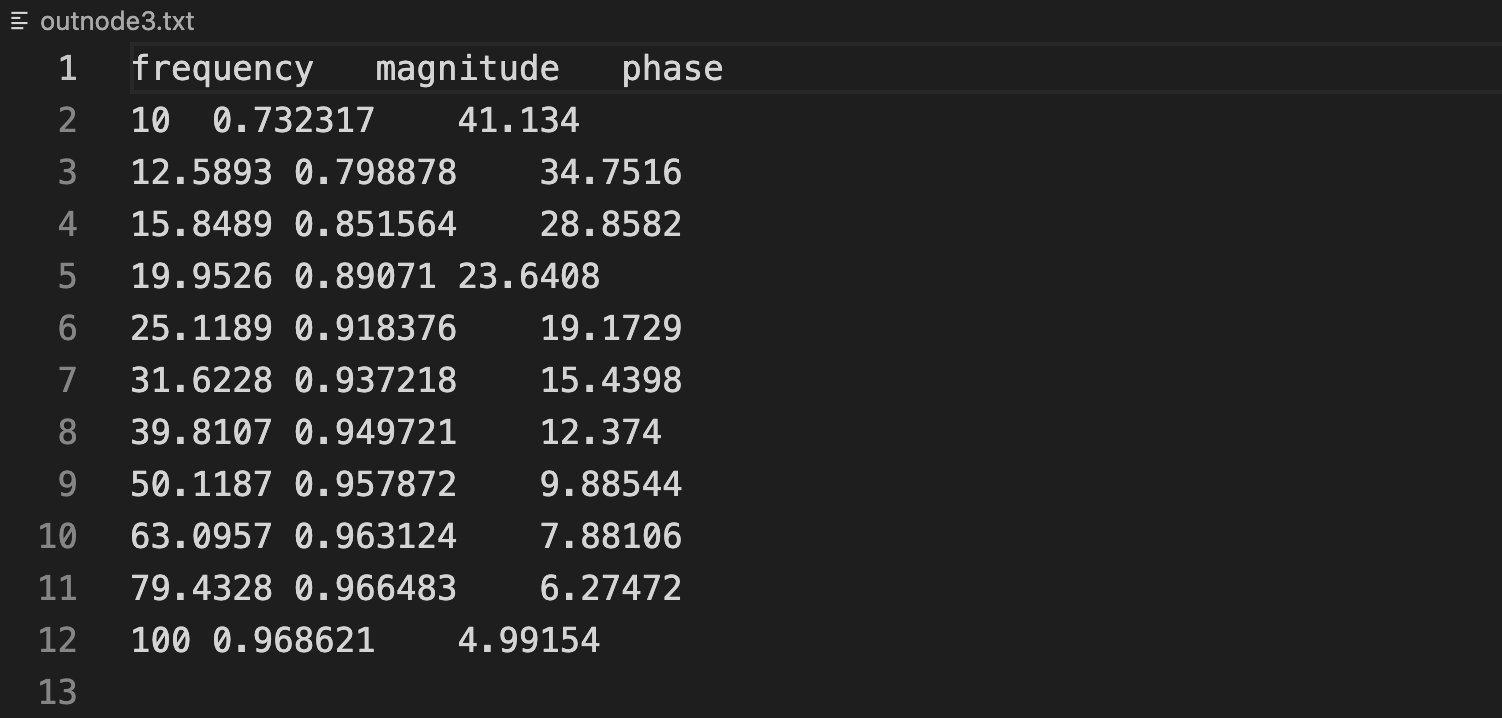 outnode3.txt
1 frequency magnitude phase
2 10 0.732317 41.134
3 12.5893 0.798878 34.7516
4 15.8489 0.851564 28.8582
5 19.9526 0.89071 23.6408
6 25.1189 0.918376 19.1729
7 31.6228 0.937218 15.4398
8 39.8107 0.949721 12.374
9 50.1187 0.957872 9.88544
10 63.0957 0.963124 7.88106
11 79.4328 0.966483 6.27472
12 100 0.968621 4.99154
13